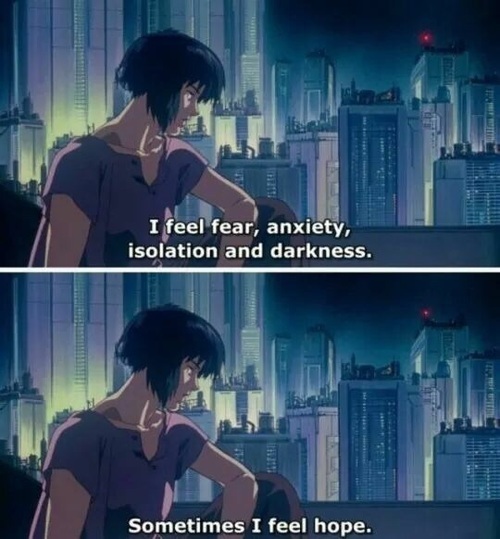 I feel fear, anxiety,
isolation and darkness.
Sometimes I feel hope.